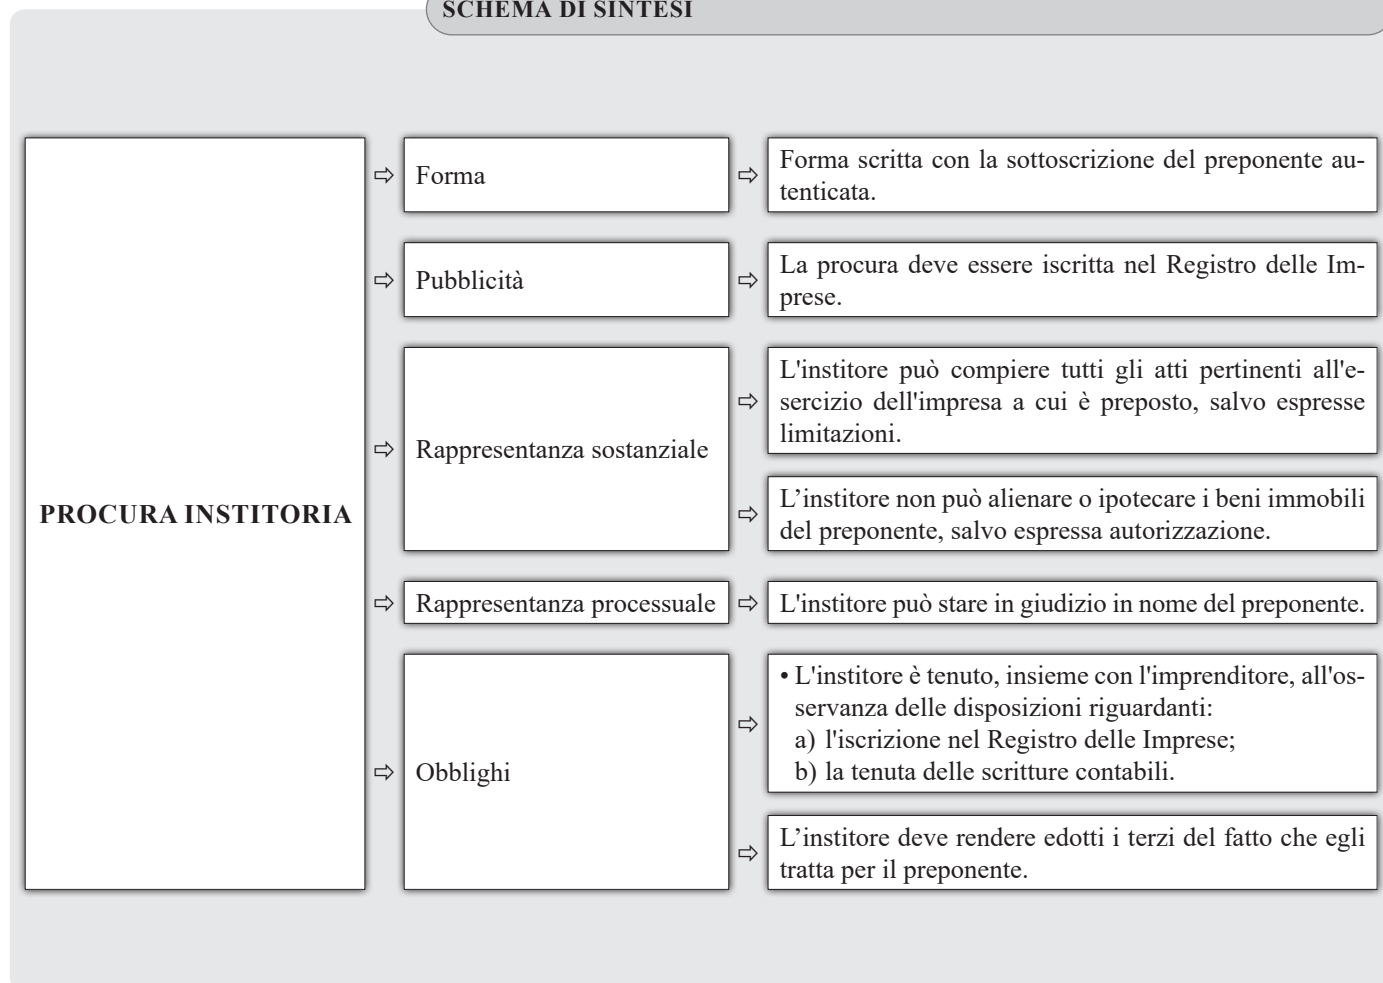 SCHEMA DI SINTESI
PROCURA INSTITORIA
⇨ Forma
⇨ Forma scritta con la sottoscrizione del preponente au-
tenticata.
⇨ Pubblicità
⇨ La procura deve essere iscritta nel Registro delle Im-
prese.
⇨ Rappresentanza sostanziale
⇨ L'institore può compiere tutti gli atti pertinenti all'e-
sercizio dell'impresa a cui è preposto, salvo espresse
limitazioni.
⇨ L’institore non può alienare o ipotecare i beni immobili
del preponente, salvo espressa autorizzazione.
⇨ Rappresentanza processuale
⇨ L'institore può stare in giudizio in nome del preponente.
⇨ Obblighi
⇨ • L'institore è tenuto, insieme con l'imprenditore, all'os-
servanza delle disposizioni riguardanti:
a) l'iscrizione nel Registro delle Imprese;
b) la tenuta delle scritture contabili.
⇨ L’institore deve rendere edotti i terzi del fatto che egli
tratta per il preponente.